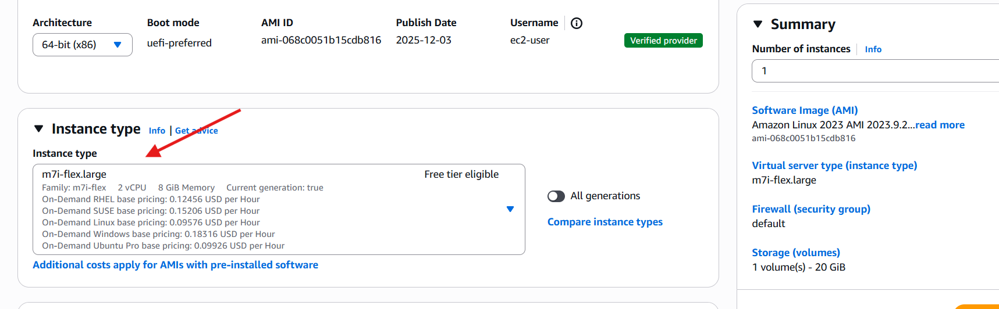 Architecture
Boot mode
AMI ID
Publish Date
Username
64-bit (x86)
uefi-preferred
ami-068c0051b15cdb816
2025-12-03
ec2-user
Verified provider
Instance type
Info | Get advice
Instance type
m7i-flex.large
Free tier eligible
Family: m7i-flex 2 vCPU 8 GiB Memory Current generation: true
On-Demand RHEL base pricing: 0.12456 USD per Hour
On-Demand SUSE base pricing: 0.15206 USD per Hour
On-Demand Linux base pricing: 0.09576 USD per Hour
On-Demand Windows base pricing: 0.18316 USD per Hour
On-Demand Ubuntu Pro base pricing: 0.09926 USD per Hour
All generations
Compare instance types
Additional costs apply for AMIs with pre-installed software
Summary
Number of instances
Info
1
Software Image (AMI)
Amazon Linux 2023 AMI 2023.9.2...read more
ami-068c0051b15cdb816
Virtual server type (instance type)
m7i-flex.large
Firewall (security group)
default
Storage (volumes)
1 volume(s) - 20 GiB